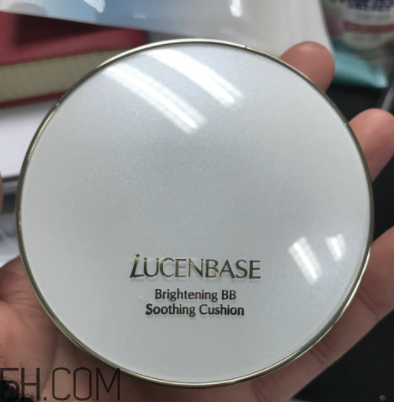 LUCENBASE
Brightening BB
Soothing Cushion
5H.COM